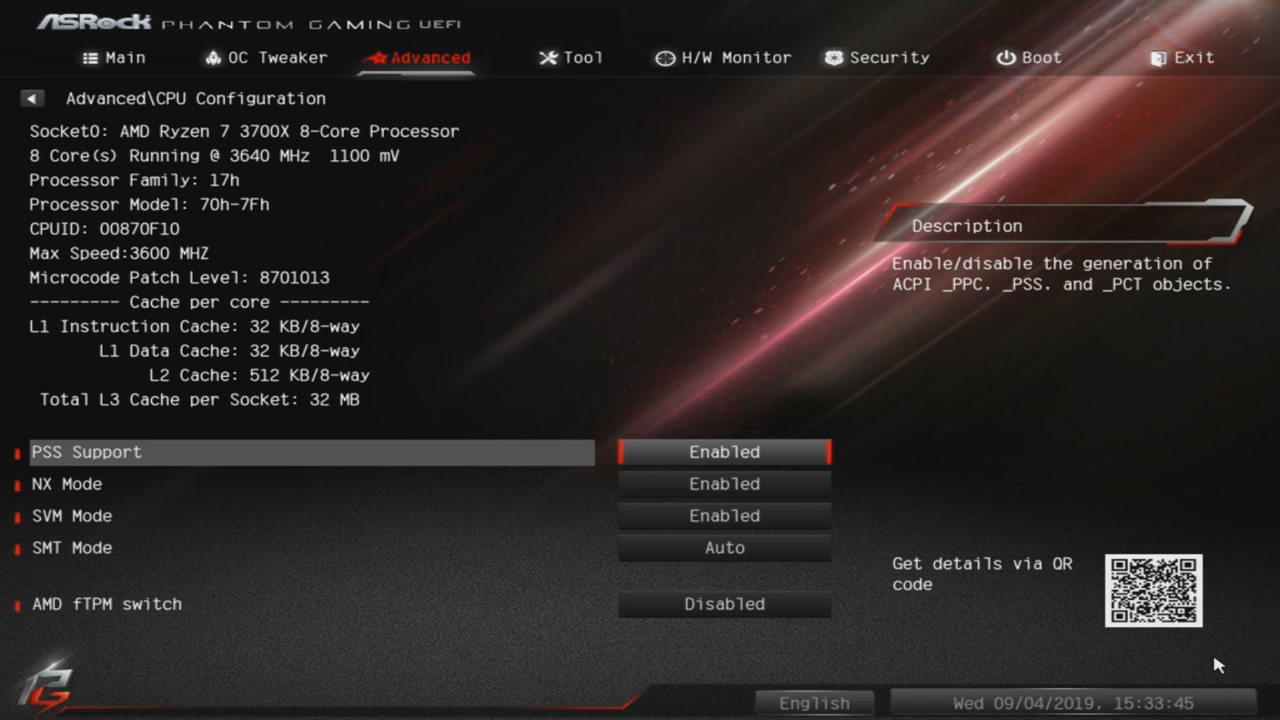 ASRock PHANTOM GAMING UEFI
Main OC Tweaker Advanced Tool H/W Monitor Security Boot Exit
Advanced\CPU Configuration
Socket0: AMD Ryzen 7 3700X 8-Core Processor
8 Core(s) Running @ 3640 MHz 1100 mV
Processor Family: 17h
Processor Model: 70h-7Fh
CPUID: 00870F10
Max Speed:3600 MHZ
Microcode Patch Level: 8701013
--------- Cache per core ---------
L1 Instruction Cache: 32 KB/8-way
L1 Data Cache: 32 KB/8-way
L2 Cache: 512 KB/8-way
Total L3 Cache per Socket: 32 MB
PSS Support Enabled
NX Mode Enabled
SVM Mode Enabled
SMT Mode Auto
AMD fTPM switch Disabled
Description
Enable/disable the generation of
ACPI _PPC, _PSS, and _PCT objects.
Get details via QR
code
English
Wed 09/04/2019, 15:33:45